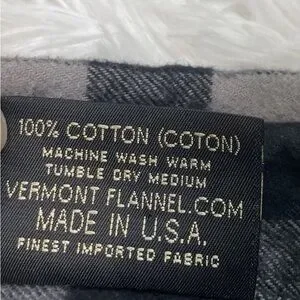 100% COTTON (COTON)
MACHINE WASH WARM
TUMBLE DRY MEDIUM
VERMONT FLANNEL.COM
MADE IN U.S.A.
FINEST IMPORTED FABRIC